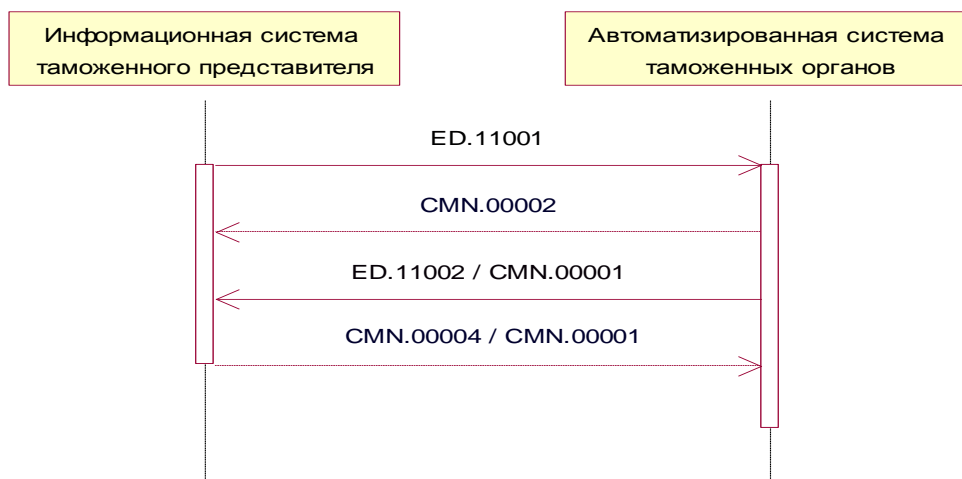 Информационная система
таможенного представителя
Автоматизированная система
таможенных органов
ED.11001
CMN.00002
ED.11002 / CMN.00001
CMN.00004 / CMN.00001